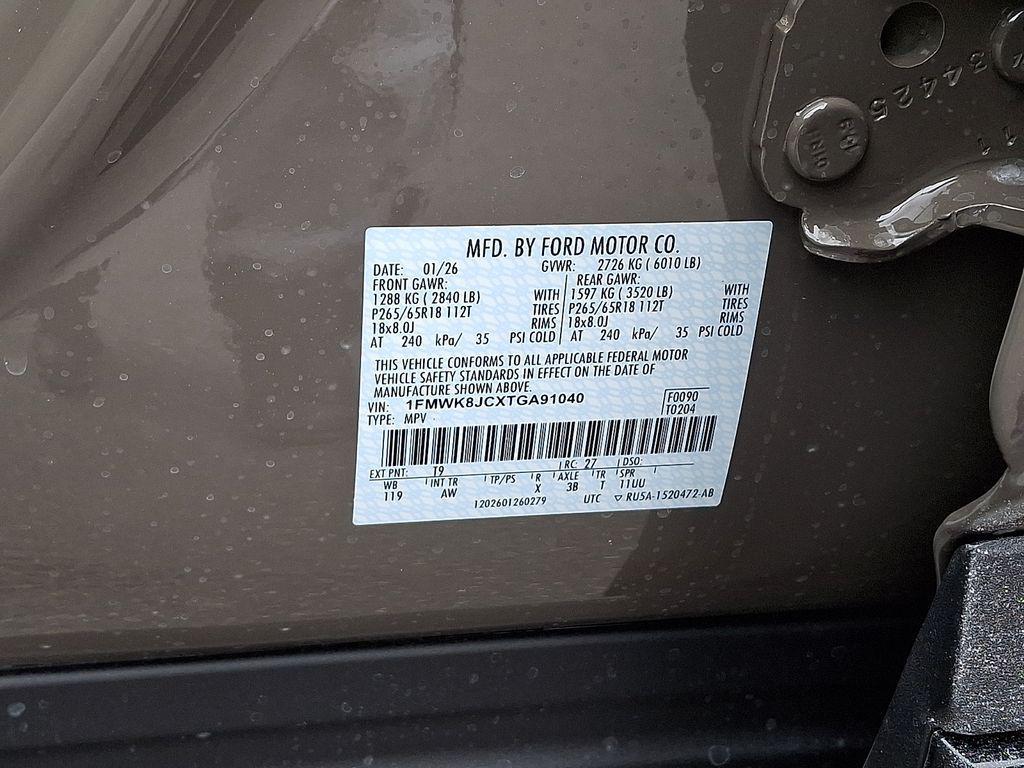 MFD. BY FORD MOTOR CO.
DATE: 01/26 GVWR: 2726 KG ( 6010 LB)
FRONT GAWR: REAR GAWR:
1288 KG ( 2840 LB) WITH 1597 KG ( 3520 LB) WITH
P265/65R18 112T TIRES P265/65R18 112T TIRES
18x8.0J RIMS 18x8.0J RIMS
AT 240 kPa/ 35 PSI COLD AT 240 kPa/ 35 PSI COLD
THIS VEHICLE CONFORMS TO ALL APPLICABLE FEDERAL MOTOR
VEHICLE SAFETY STANDARDS IN EFFECT ON THE DATE OF
MANUFACTURE SHOWN ABOVE.
VIN: 1FMWK8JCXTGA91040 F0090
TYPE: MPV T0204
EXT PNT: T9 RC: 27 DSO:
WB INT TR TP/PS R AXLE TR SPR
119 AW X 3B T 11UU
1202601260279 UTC ▽ RU5A-1520472-AB
34425
11